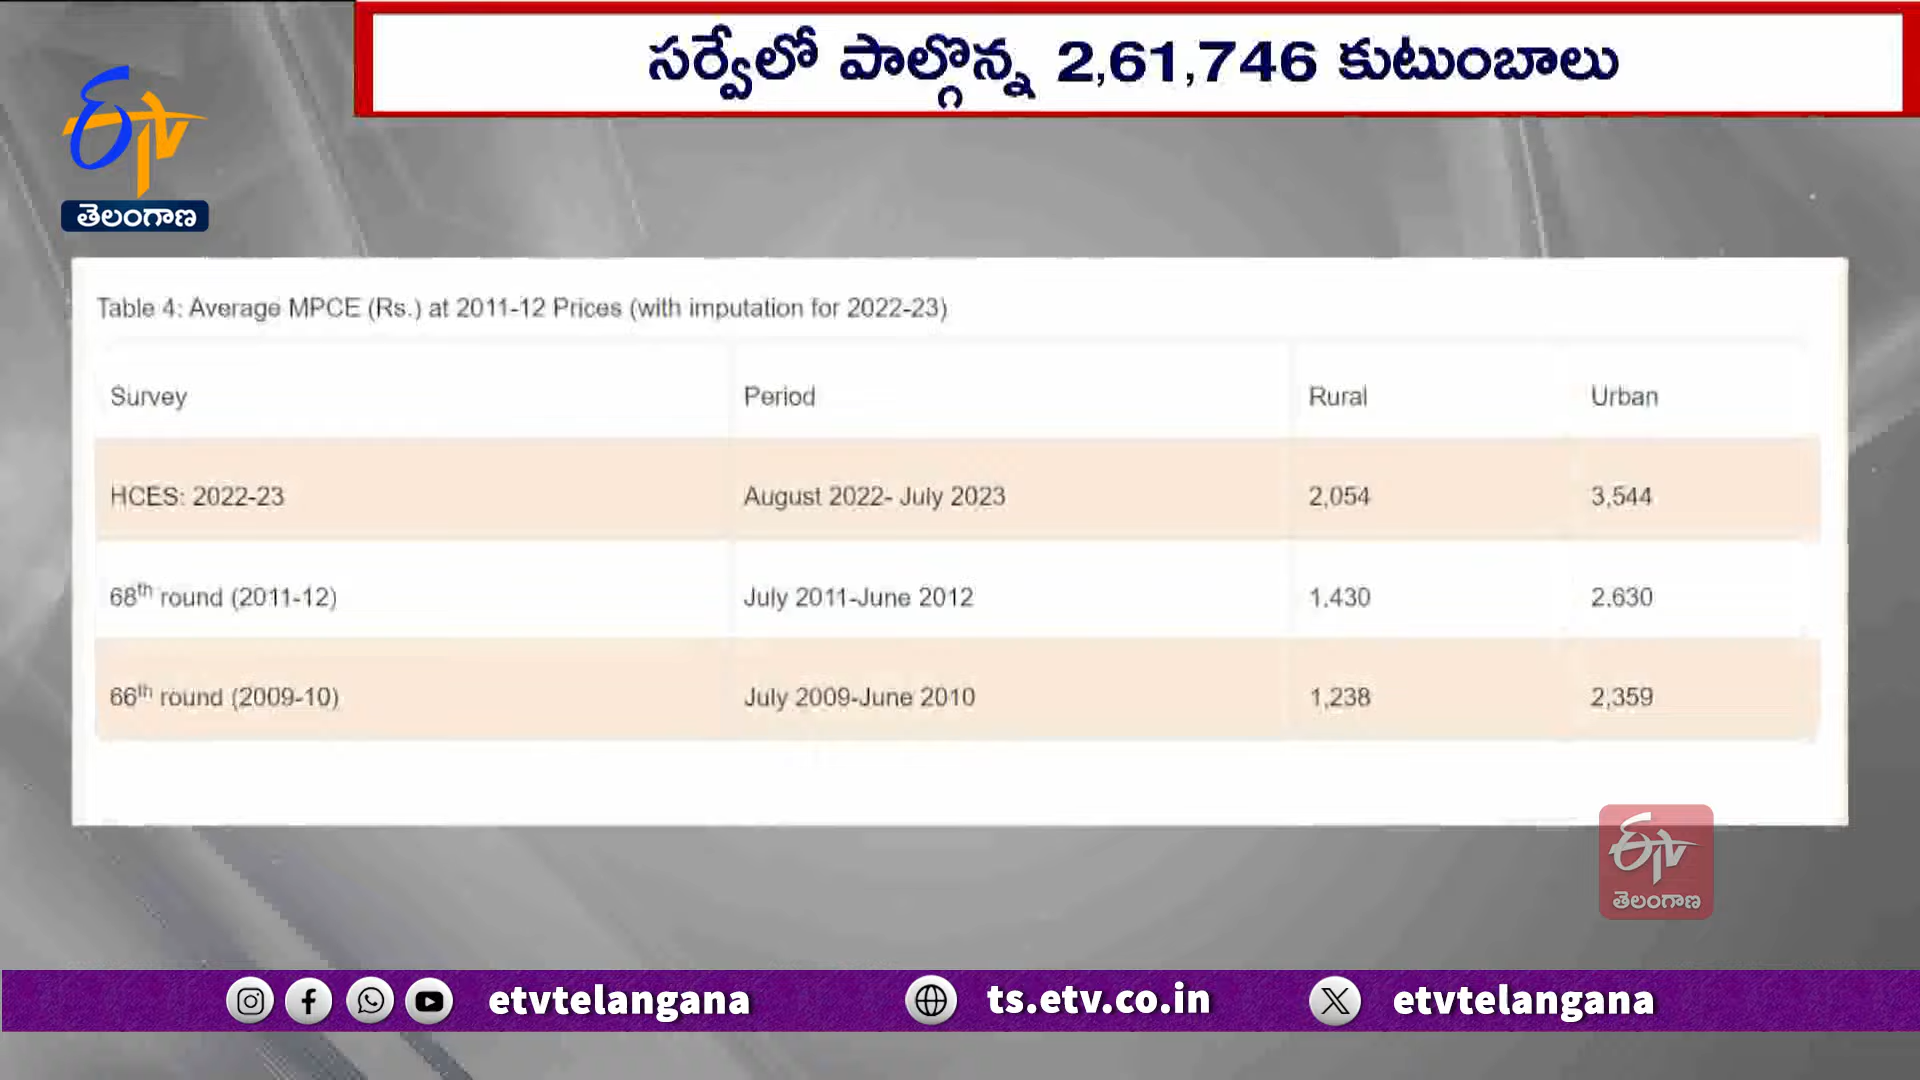 సర్వేలో పాల్గొన్న 2,61,746 కుటుంబాలు
ETV
తెలంగాణ
Table 4: Average MPCE (Rs.) at 2011-12 Prices (with imputation for 2022-23)
Survey Period Rural Urban
HCES: 2022-23 August 2022- July 2023 2,054 3,544
68th round (2011-12) July 2011-June 2012 1,430 2,630
66th round (2009-10) July 2009-June 2010 1,238 2,359
ETV
తెలంగాణ
etvtelangana ts.etv.co.in etvtelangana